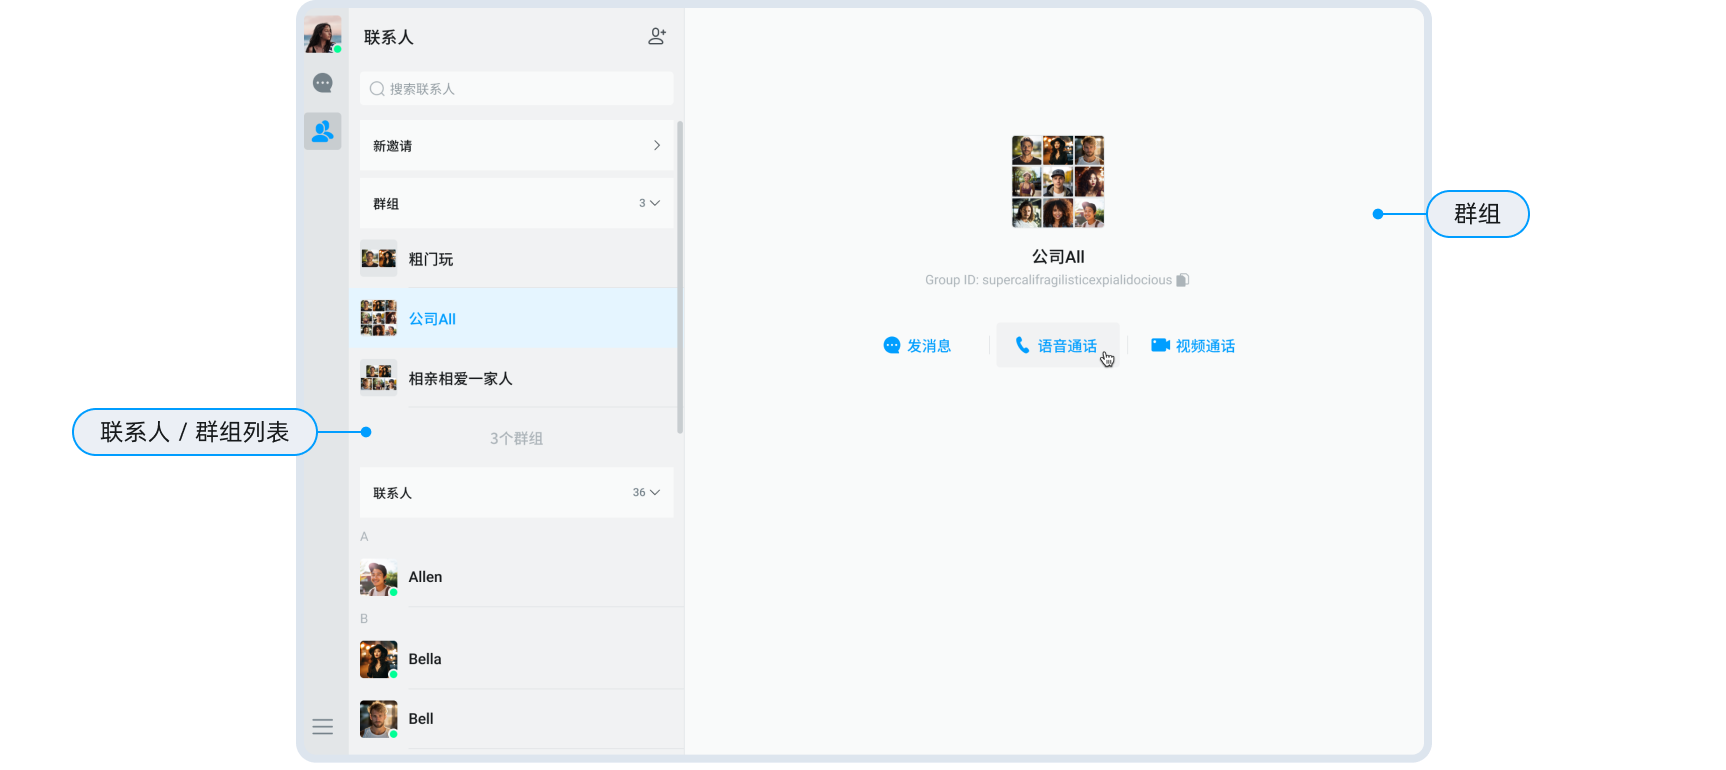 联系人
搜索联系人
新邀请
群组 3
粗门玩
公司All
相亲相爱一家人
3个群组
联系人 36
A
Allen
B
Bella
Bell
公司All
Group ID: supercalifragilisticexpialidocious
发消息 语音通话 视频通话
群组
联系人 / 群组列表